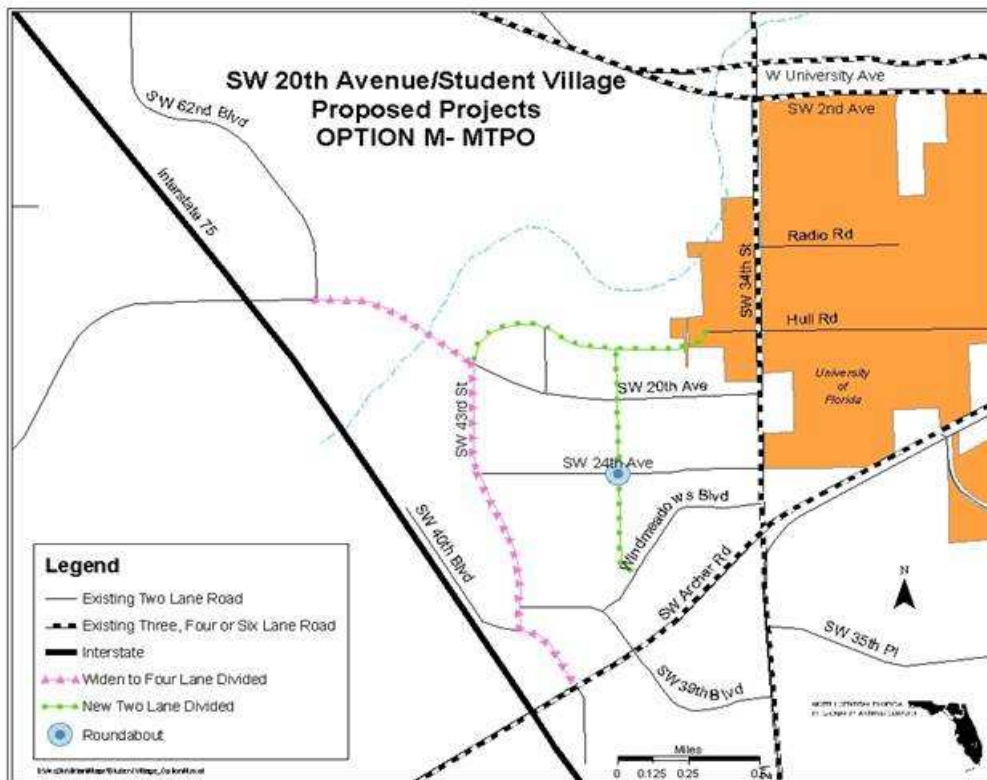 SW 20th Avenue/Student Village
Proposed Projects
OPTION M- MTPO
W University Ave
SW 2nd Ave
SW 62nd Blvd
Interstate 75
Radio Rd
SW 34th St
Hull Rd
University
of
Florida
SW 20th Ave
SW 43rd St
SW 24th Ave
Windmeadows Blvd
SW 40th Blvd
SW Archer Rd
N
SW 35th Pl
SW 39th Blvd
Legend
Existing Two Lane Road
Existing Three, Four or Six Lane Road
Interstate
Widen to Four Lane Divided
New Two Lane Divided
Roundabout
Miles
0 0.125 0.25 0.5